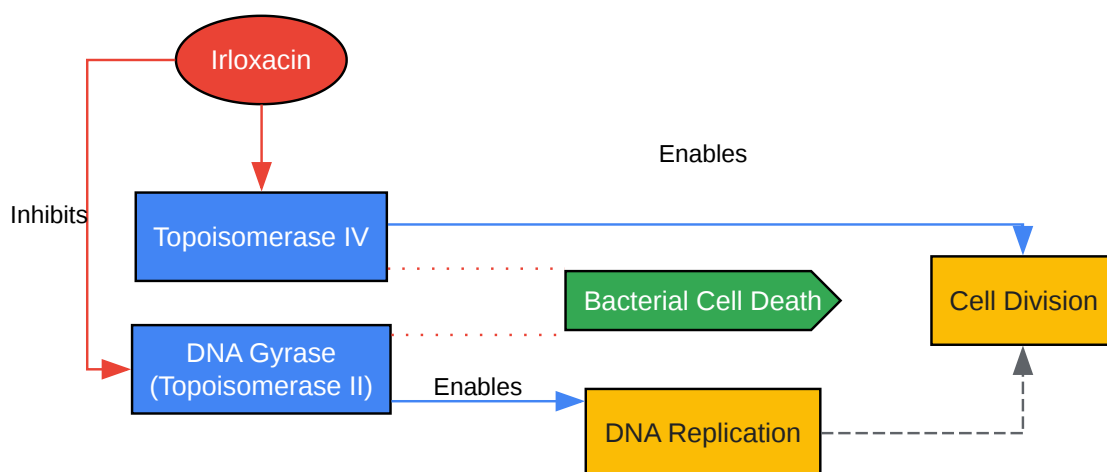 Irloxacin
Enables
Inhibits
Topoisomerase IV
Bacterial Cell Death
Cell Division
DNA Gyrase
(Topoisomerase II)
Enables
DNA Replication